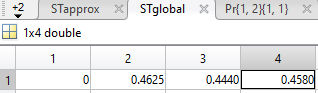 +2 STapprox STglobal Pr{1, 2}{1, 1}
1x4 double
1 2 3 4
1 0 0.4625 0.4440 0.4580